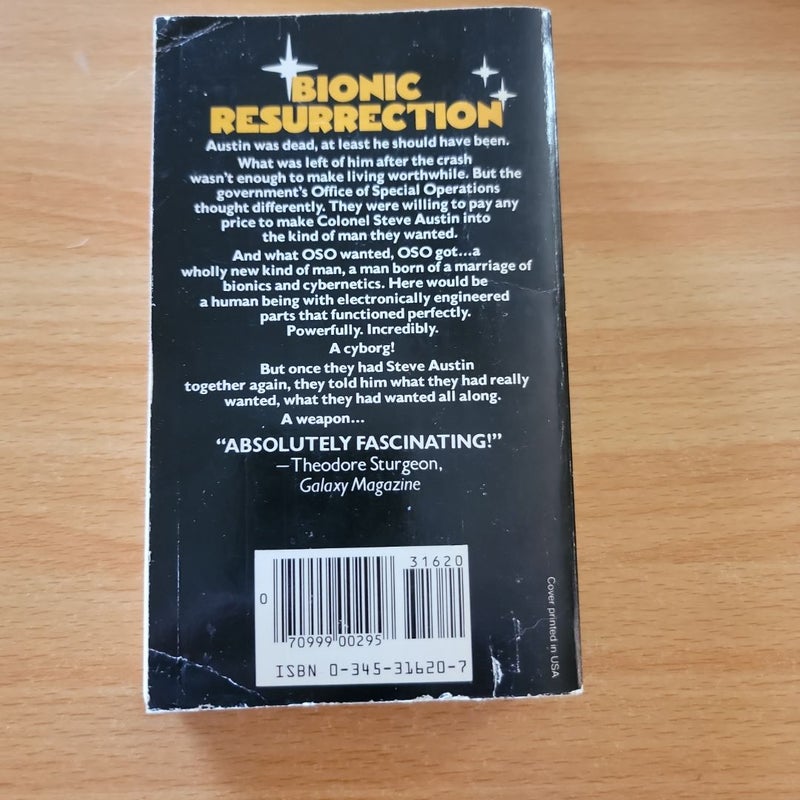 BIONIC
RESURRECTION
Austin was dead, at least he should have been.
What was left of him after the crash
wasn't enough to make living worthwhile. But the
government's Office of Special Operations
thought differently. They were willing to pay any
price to make Colonel Steve Austin into
the kind of man they wanted.
And what OSO wanted, OSO got...a
wholly new kind of man, a man born of a marriage of
bionics and cybernetics. Here would be
a human being with electronically engineered
parts that functioned perfectly.
Powerfully. Incredibly.
A cyborg!
But once they had Steve Austin
together again, they told him what they had really
wanted, what they had wanted all along.
A weapon...
“ABSOLUTELY FASCINATING!”
—Theodore Sturgeon,
Galaxy Magazine
31620
0
70999 00295
ISBN 0-345-31620-7
Cover printed in USA